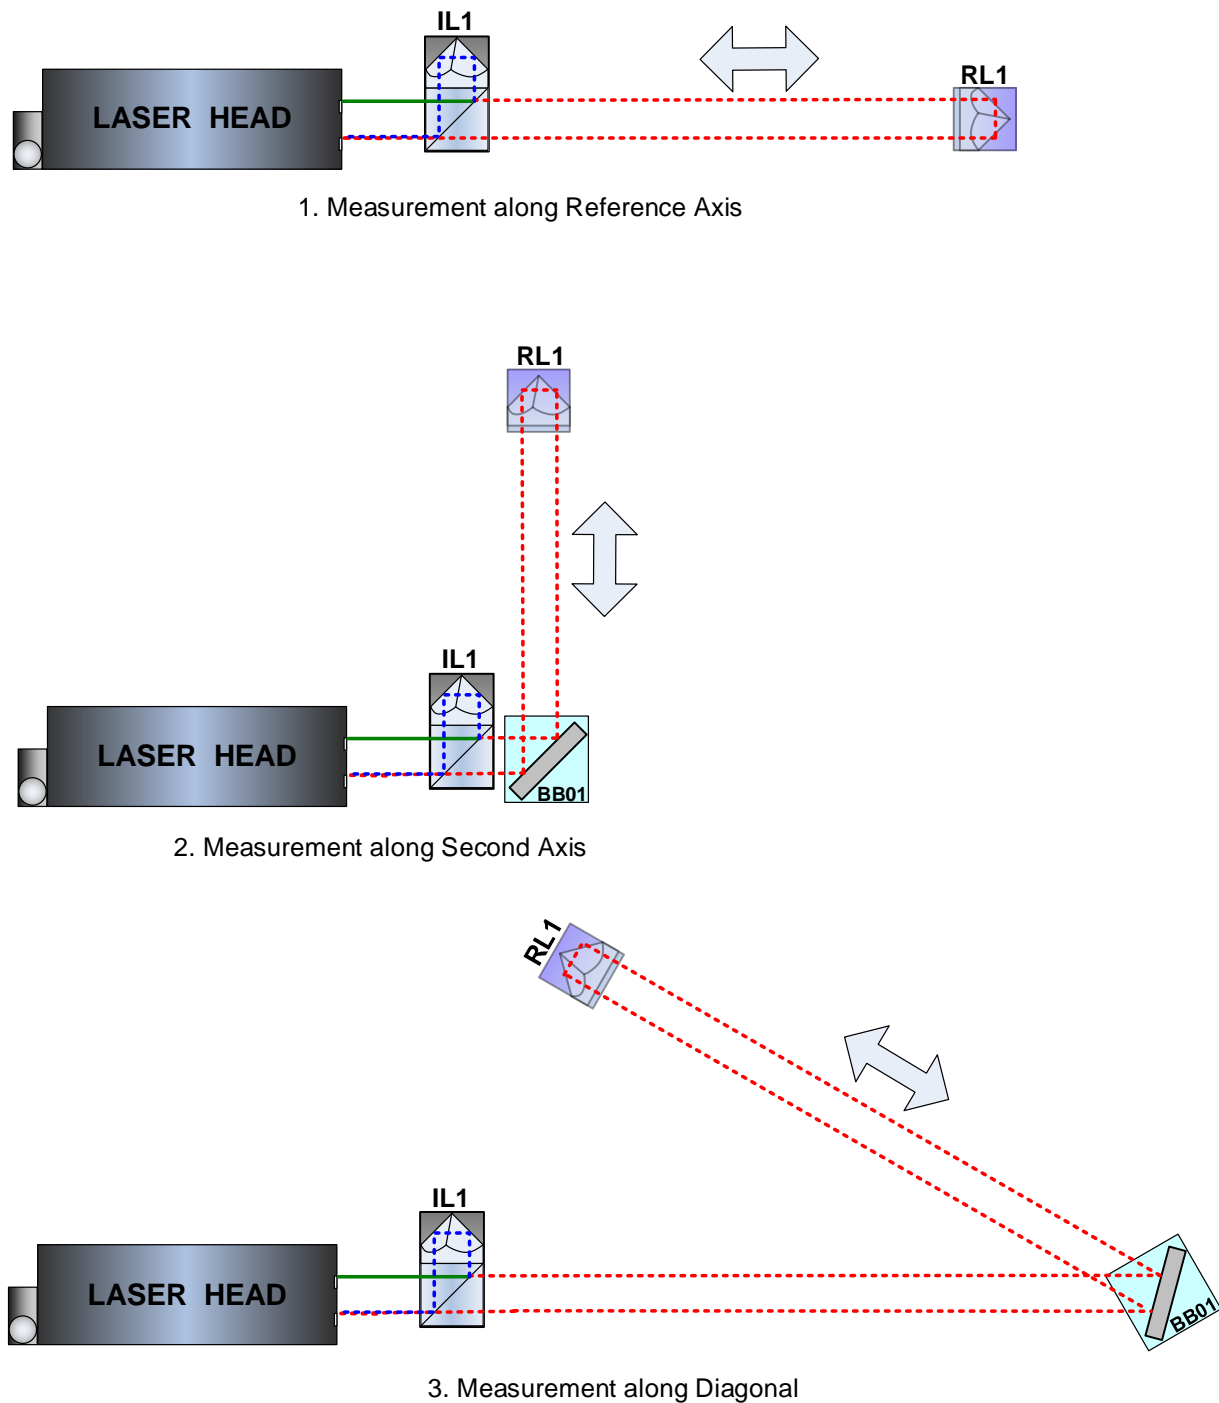 IL1
RL1
LASER HEAD
1. Measurement along Reference Axis
RL1
IL1
LASER HEAD
BB01
2. Measurement along Second Axis
RL1
IL1
LASER HEAD
BB01
3. Measurement along Diagonal